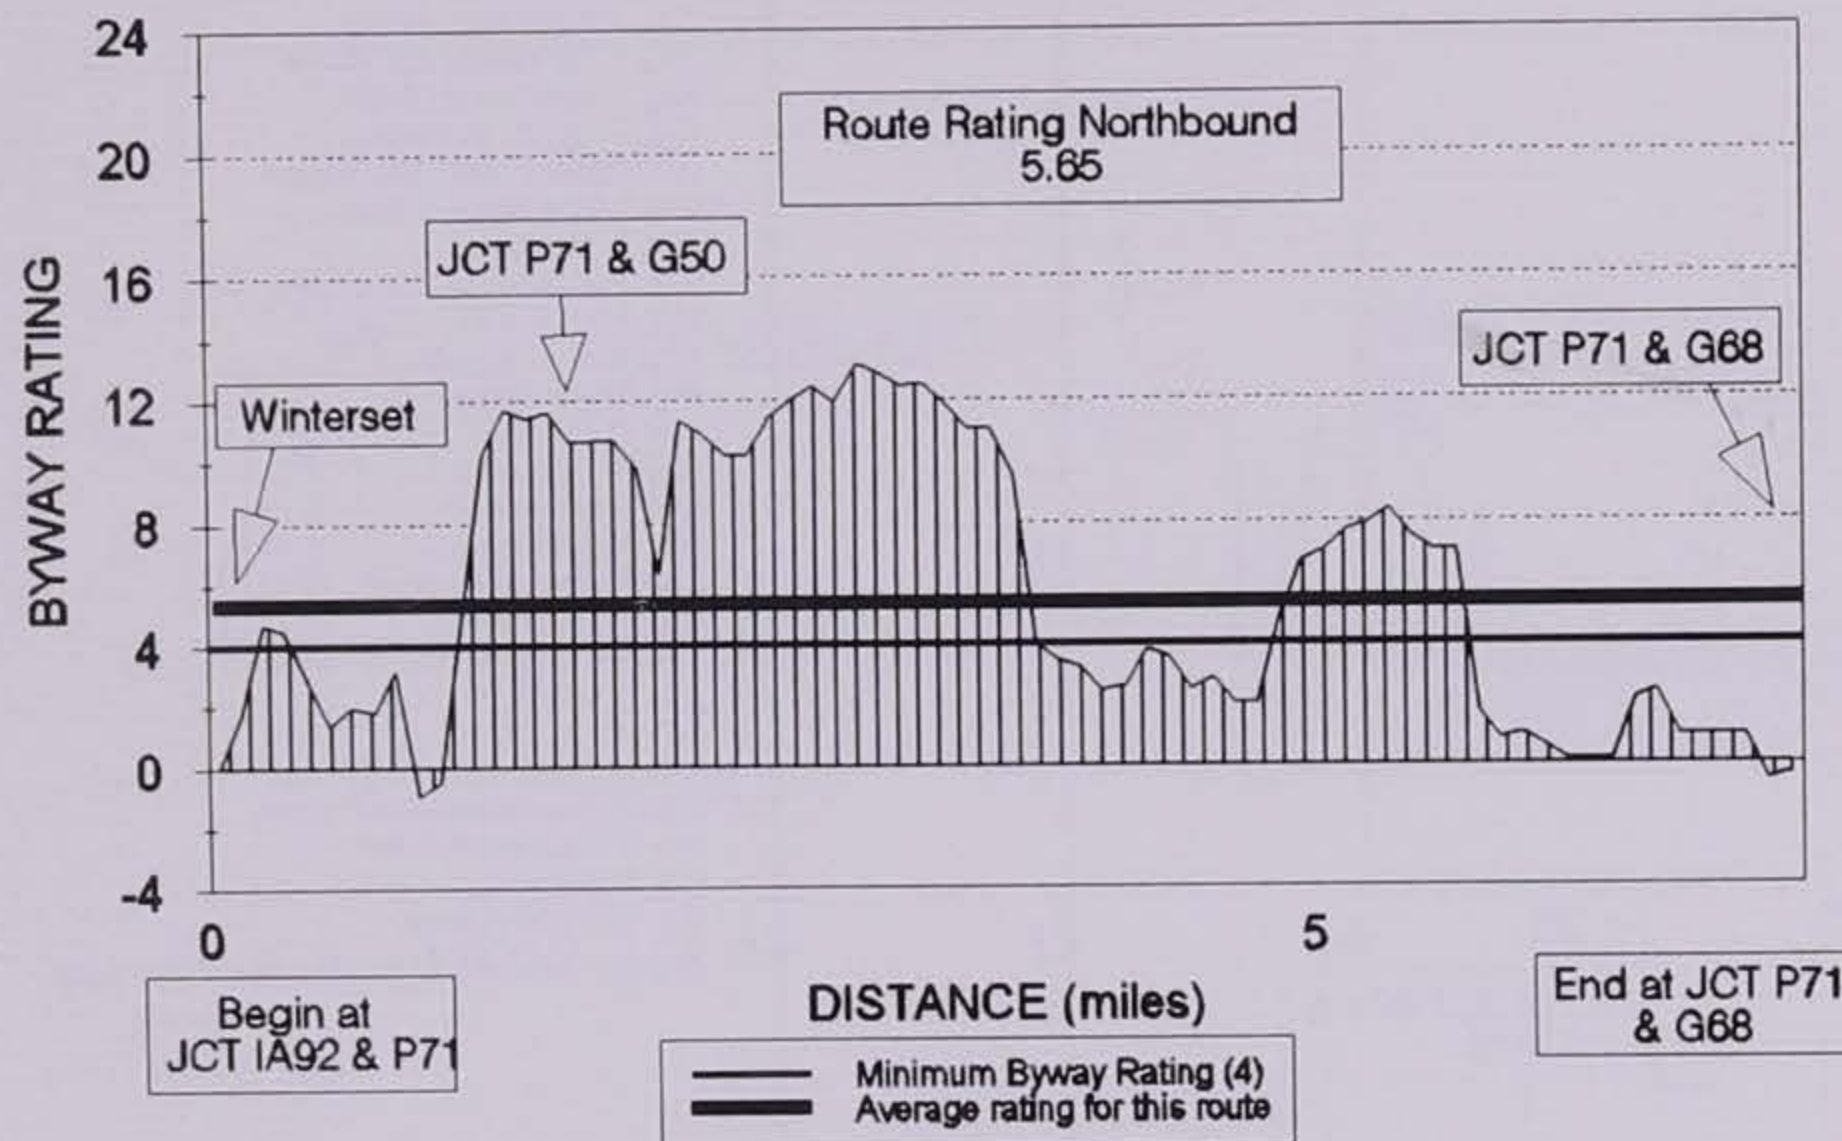 24
Route Rating Northbound
5.65
20
JCT P71 & G50
16
JCT P71 & G68
12
Winterset
8
4
0
-4
BYWAY RATING
0
5
Begin at
JCT IA92 & P71
DISTANCE (miles)
End at JCT P71
& G68
Minimum Byway Rating (4)
Average rating for this route